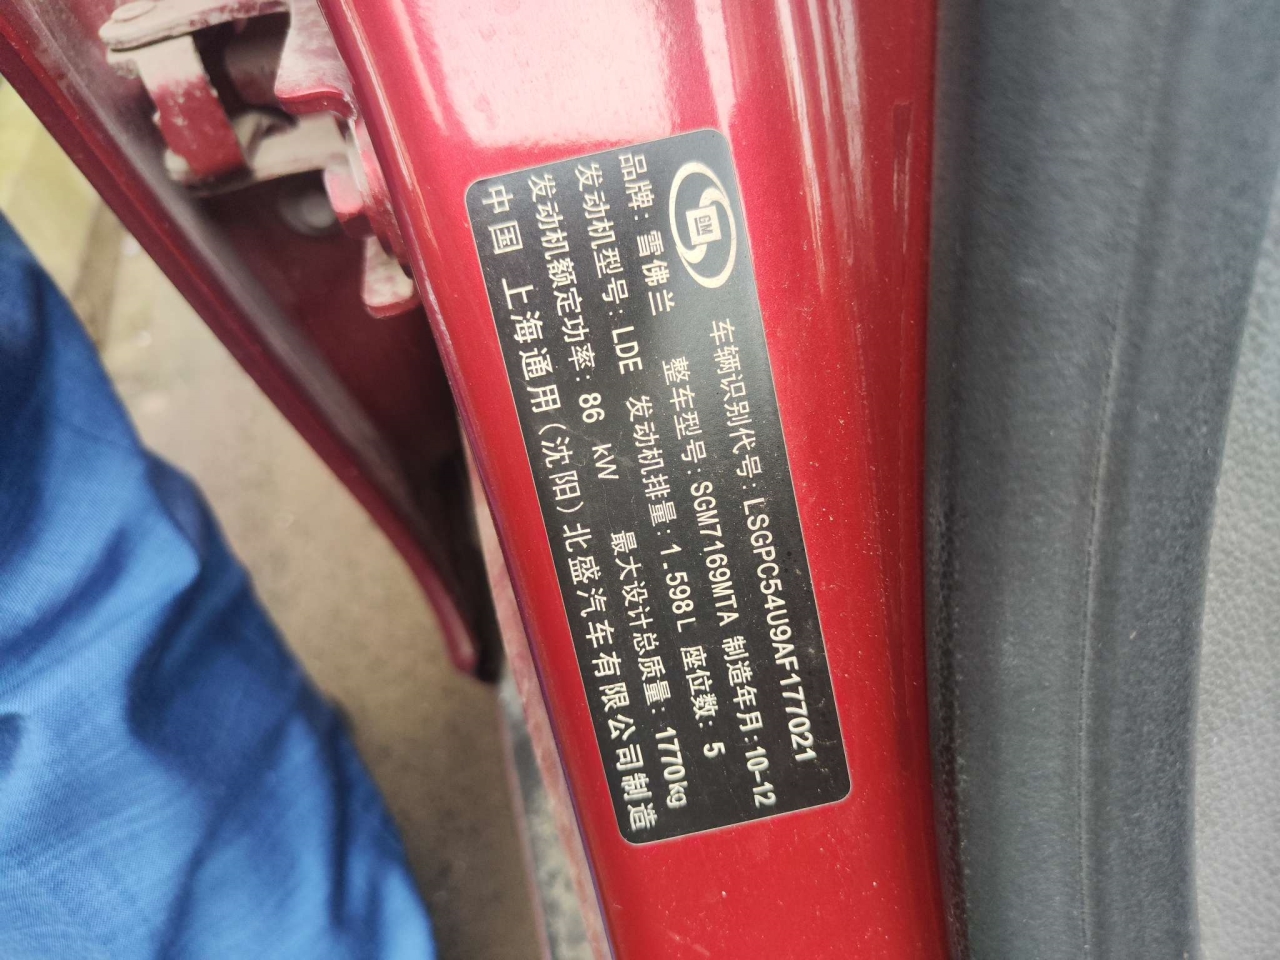 GM
车辆识别代号: LSGPC54U9AF177021
品牌: 雪佛兰 整车型号: SGM7169MTA 制造年月: 10-12
发动机型号: LDE 发动机排量: 1.598L 座位数: 5
发动机额定功率: 86 kW 最大设计总质量: 1770kg
中国 上海通用(沈阳)北盛汽车有限公司制造